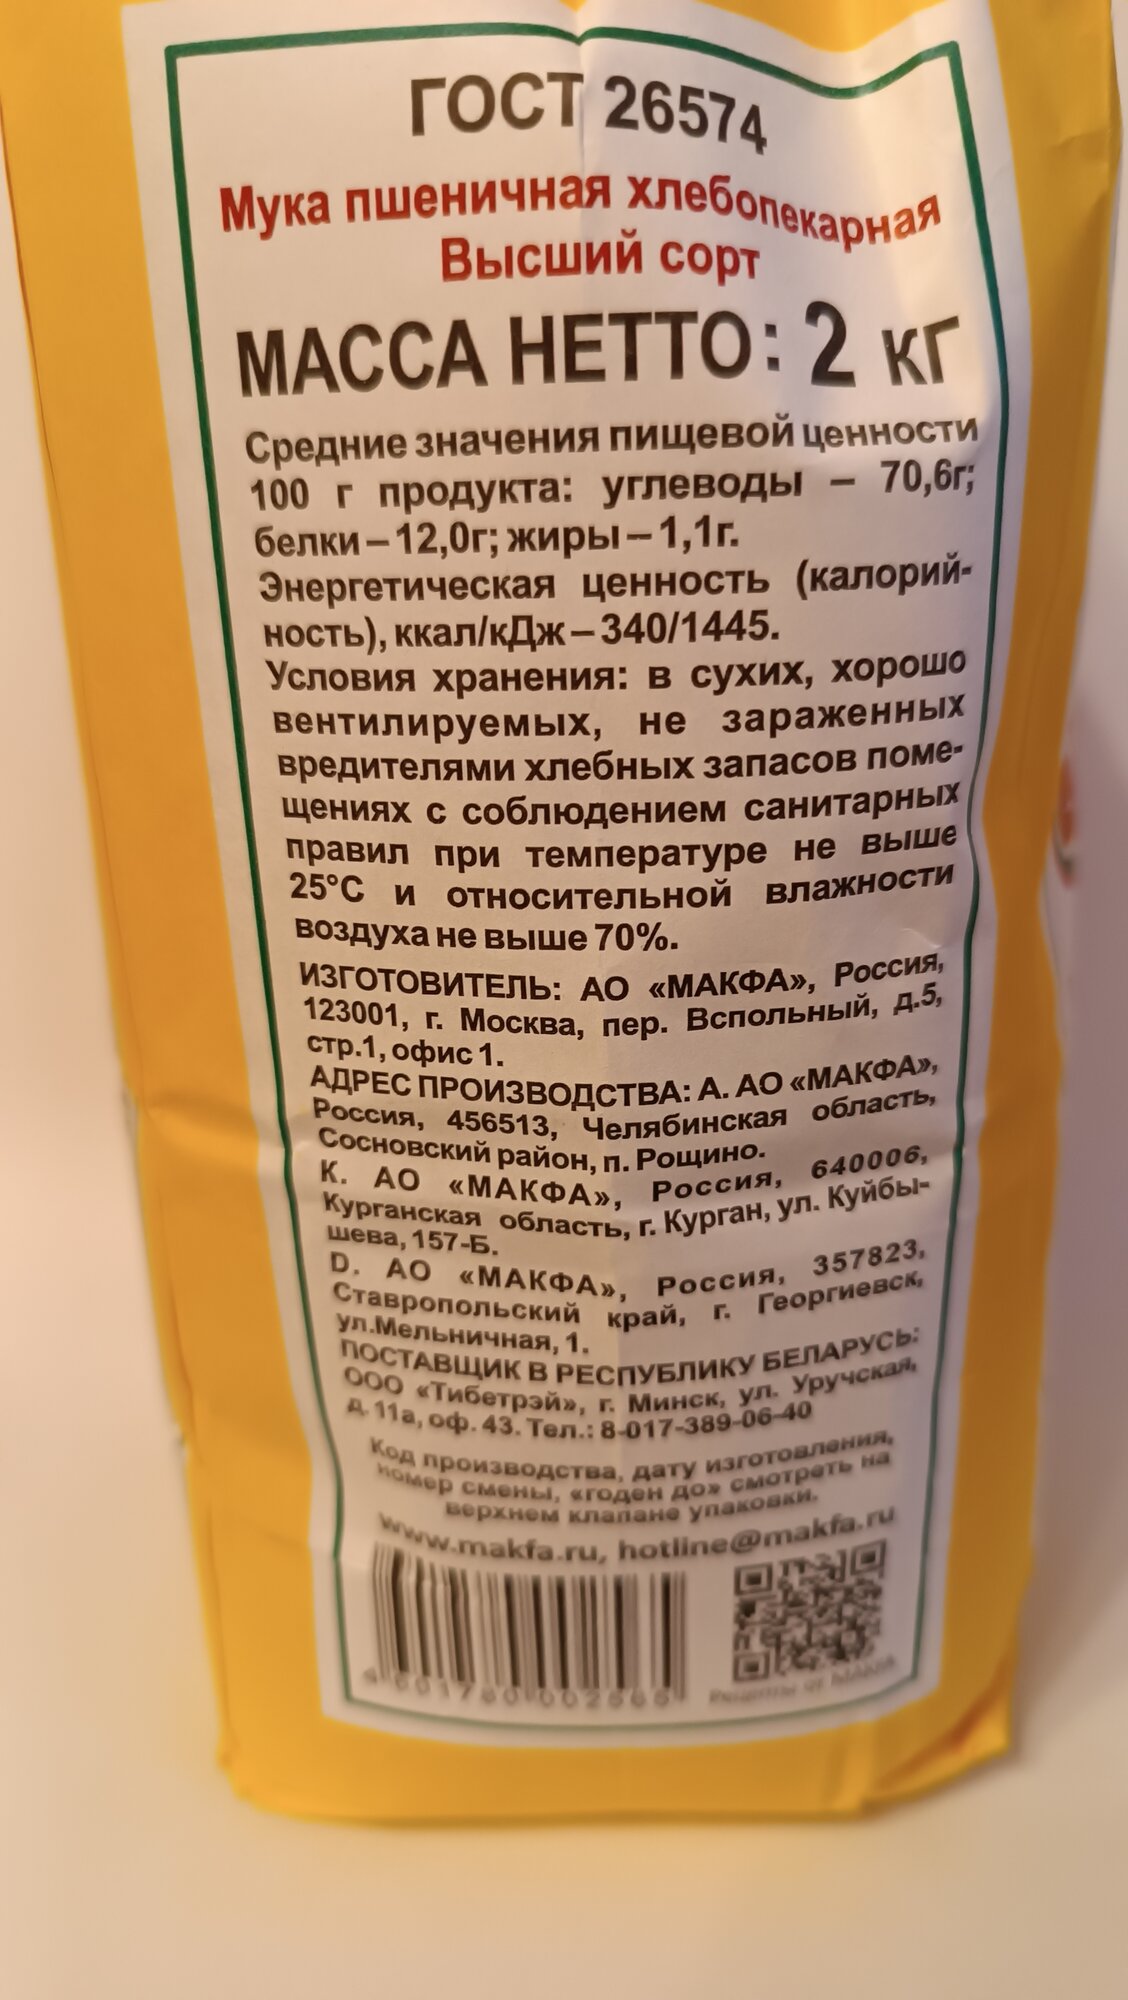 ГОСТ 26574
Мука пшеничная хлебопекарная
Высший сорт
МАССА НЕТТО: 2 кг
Средние значения пищевой ценности
100 г продукта: углеводы – 70,6г;
белки – 12,0г; жиры – 1,1г.
Энергетическая ценность (калорий-
ность), ккал/кДж – 340/1445.
Условия хранения: в сухих, хорошо
вентилируемых, не зараженных
вредителями хлебных запасов поме-
щениях с соблюдением санитарных
правил при температуре не выше
25°С и относительной влажности
воздуха не выше 70%.
ИЗГОТОВИТЕЛЬ: АО «МАКФА», Россия,
123001, г. Москва, пер. Вспольный, д.5,
стр.1, офис 1.
АДРЕС ПРОИЗВОДСТВА: А. АО «МАКФА»,
Россия, 456513, Челябинская область,
Сосновский район, п. Рощино.
К. АО «МАКФА», Россия, 640006,
Курганская область, г. Курган, ул. Куйбы-
шева, 157-Б.
D. АО «МАКФА», Россия, 357823,
Ставропольский край, г. Георгиевск,
ул.Мельничная, 1.
ПОСТАВЩИК В РЕСПУБЛИКУ БЕЛАРУСЬ:
ООО «Тибетрэй», г. Минск, ул. Уручская,
д. 11а, оф. 43. Тел.: 8-017-389-06-40
Код производства, дату изготовления,
номер смены, «годен до» смотреть на
верхнем клапане упаковки.
www.makfa.ru, hotline@makfa.ru
Рецепты от MAKFA